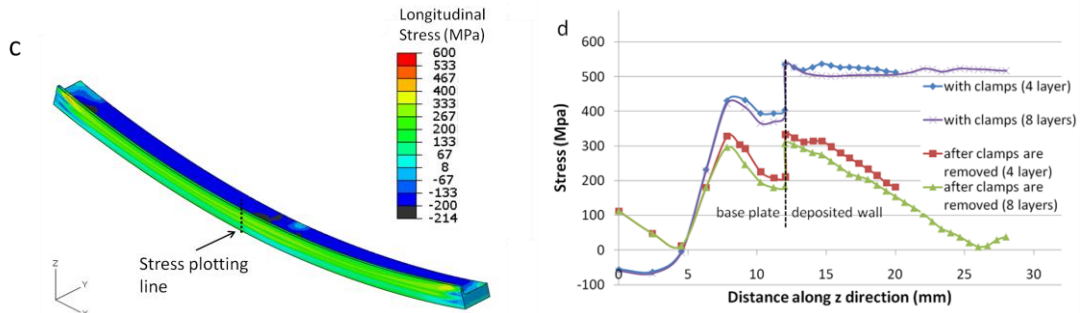 c
Longitudinal
Stress (MPa)
600
533
467
400
333
267
200
133
67
8
-67
-133
-200
-214
Stress plotting
line
Z
Y
X
d
Stress (Mpa)
600
500
400
300
200
100
0
-100
0
5
10
15
20
25
30
Distance along z direction (mm)
base plate
deposited wall
with clamps (4 layer)
with clamps (8 layers)
after clamps are
removed (4 layer)
after clamps are
removed (8 layers)